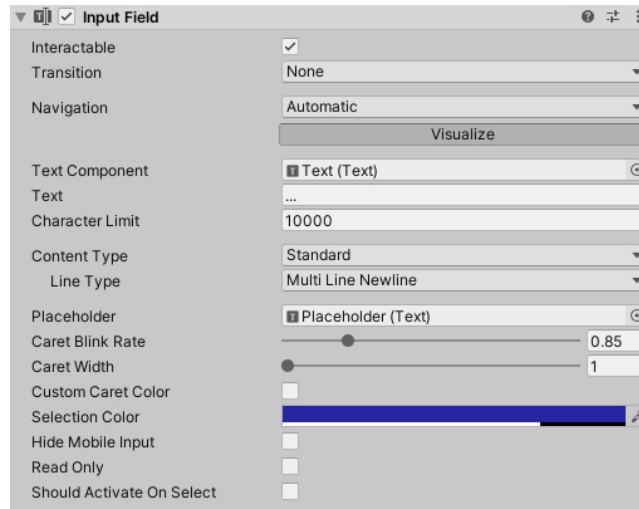 Input Field
Interactable
Transition None
Navigation Automatic
Visualize
Text Component Text (Text)
Text ...
Character Limit 10000
Content Type Standard
Line Type Multi Line Newline
Placeholder Placeholder (Text)
Caret Blink Rate 0.85
Caret Width 1
Custom Caret Color
Selection Color
Hide Mobile Input
Read Only
Should Activate On Select